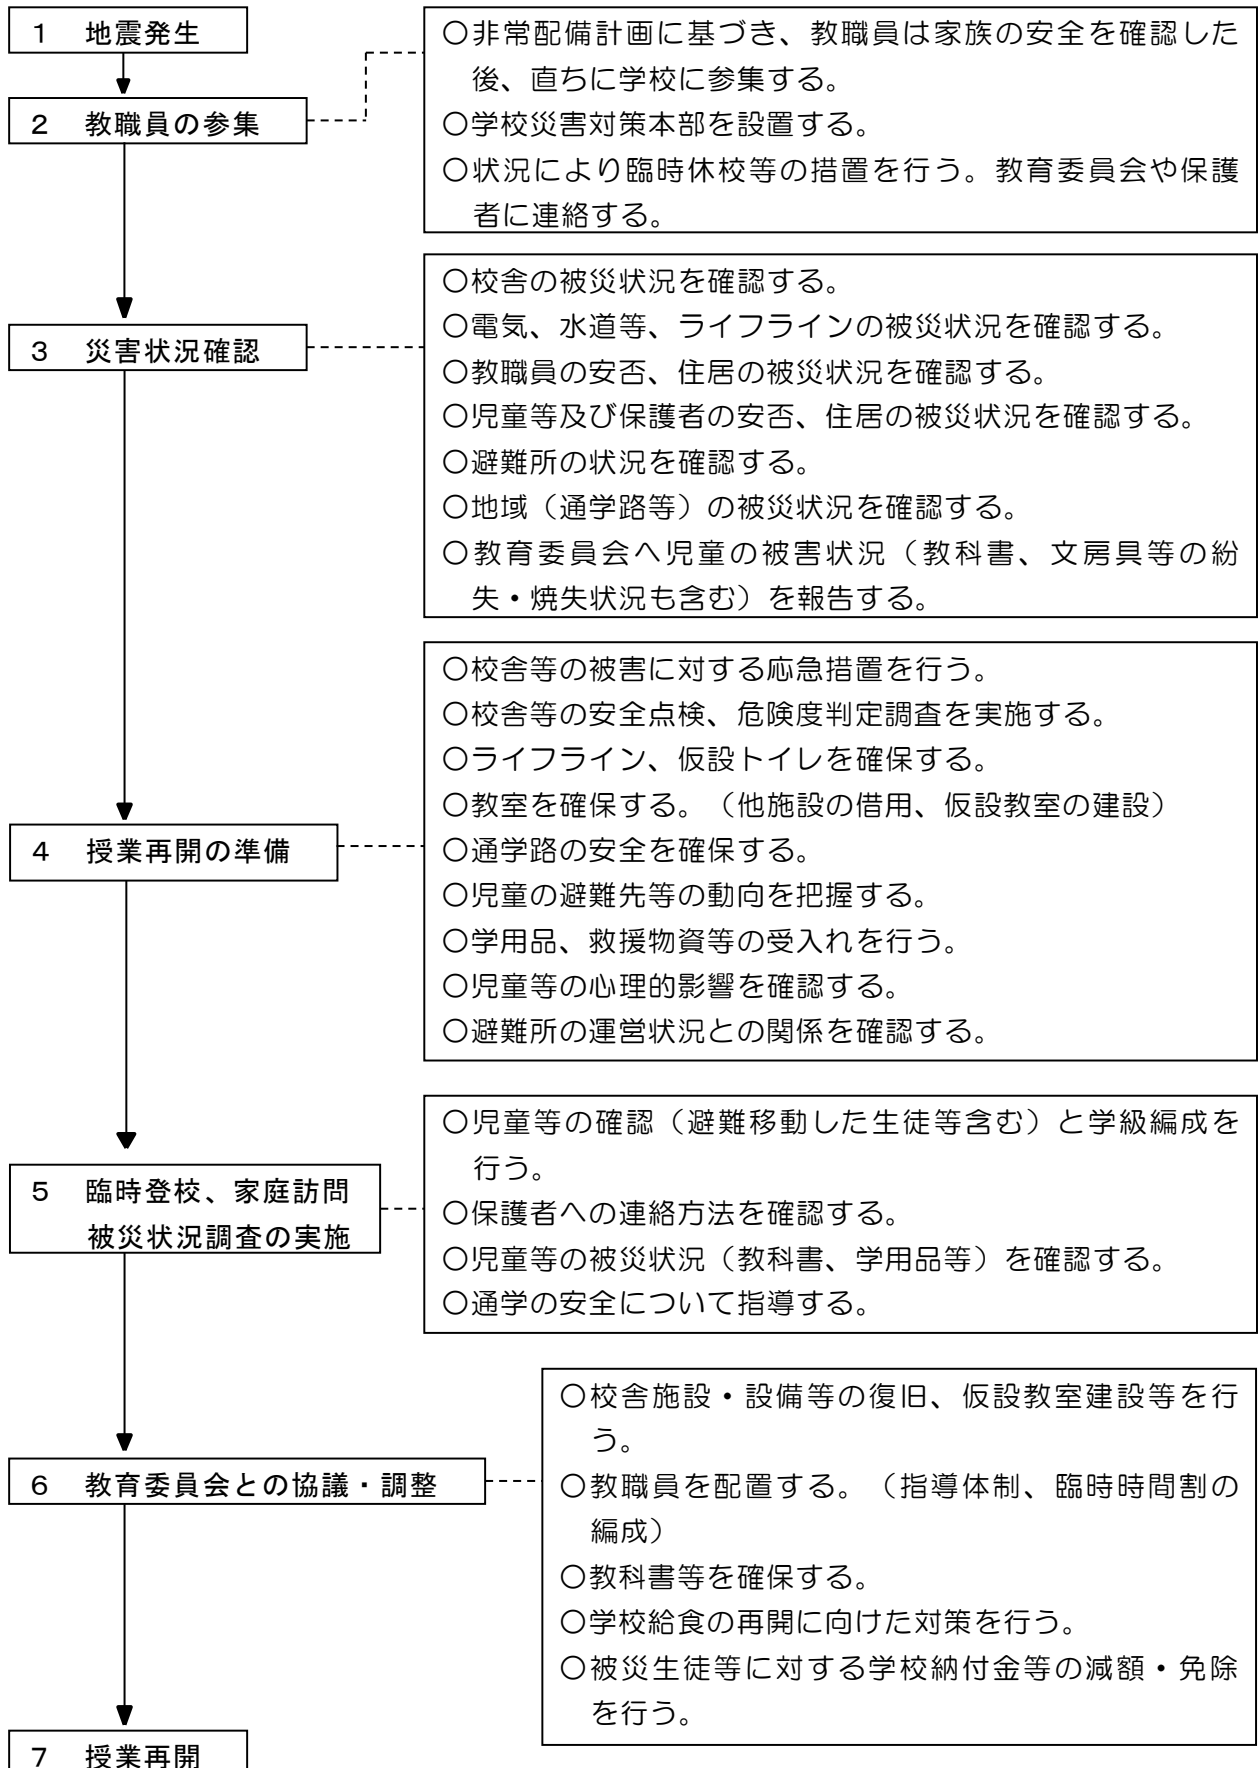 １　地震発生
２　教職員の参集
○非常配備計画に基づき、教職員は家族の安全を確認した
後、直ちに学校に参集する。
○学校災害対策本部を設置する。
○状況により臨時休校等の措置を行う。教育委員会や保護
者に連絡する。
３　災害状況確認
○校舎の被災状況を確認する。
○電気、水道等、ライフラインの被災状況を確認する。
○教職員の安否、住居の被災状況を確認する。
○児童等及び保護者の安否、住居の被災状況を確認する。
○避難所の状況を確認する。
○地域（通学路等）の被災状況を確認する。
○教育委員会へ児童の被害状況（教科書、文房具等の紛
失・焼失状況も含む）を報告する。
４　授業再開の準備
○校舎等の被害に対する応急措置を行う。
○校舎等の安全点検、危険度判定調査を実施する。
○ライフライン、仮設トイレを確保する。
○教室を確保する。（他施設の借用、仮設教室の建設）
○通学路の安全を確保する。
○児童の避難先等の動向を把握する。
○学用品、救援物資等の受入れを行う。
○児童等の心理的影響を確認する。
○避難所の運営状況との関係を確認する。
５　臨時登校、家庭訪問
被災状況調査の実施
○児童等の確認（避難移動した生徒等含む）と学級編成を
行う。
○保護者への連絡方法を確認する。
○児童等の被災状況（教科書、学用品等）を確認する。
○通学の安全について指導する。
６　教育委員会との協議・調整
○校舎施設・設備等の復旧、仮設教室建設等を行
う。
○教職員を配置する。（指導体制、臨時時間割の
編成）
○教科書等を確保する。
○学校給食の再開に向けた対策を行う。
○被災生徒等に対する学校納付金等の減額・免除
を行う。
７　授業再開